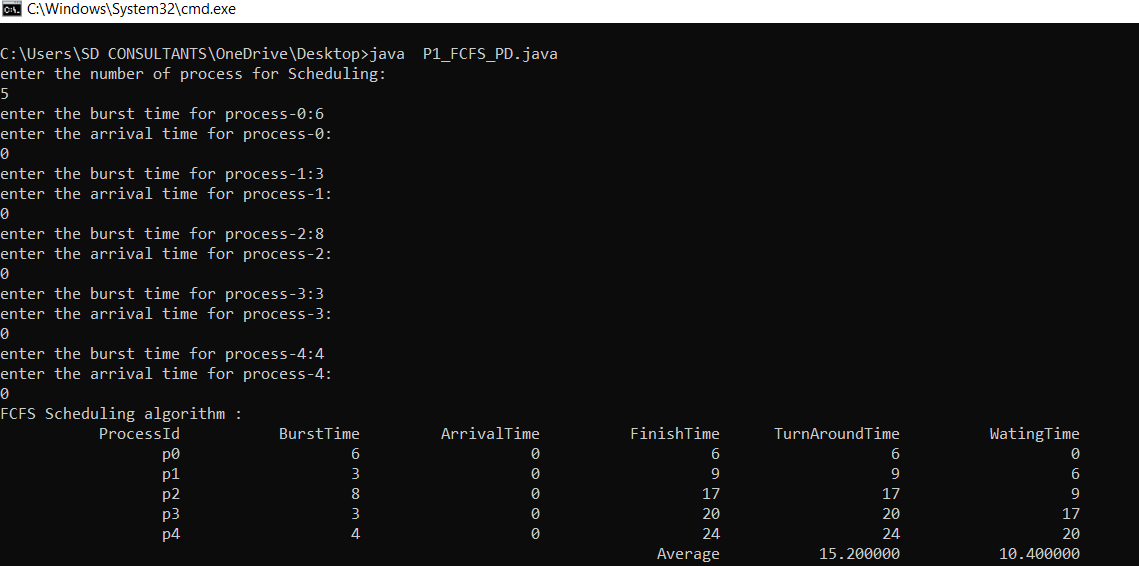 C:\Windows\System32\cmd.exe
C:\Users\SD CONSULTANTS\OneDrive\Desktop>java  P1_FCFS_PD.java
enter the number of process for Scheduling:
5
enter the burst time for process-0:6
enter the arrival time for process-0:
0
enter the burst time for process-1:3
enter the arrival time for process-1:
0
enter the burst time for process-2:8
enter the arrival time for process-2:
0
enter the burst time for process-3:3
enter the arrival time for process-3:
0
enter the burst time for process-4:4
enter the arrival time for process-4:
0
FCFS Scheduling algorithm :
ProcessId BurstTime ArrivalTime FinishTime TurnAroundTime WatingTime
p0 6 0 6 6 0
p1 3 0 9 9 6
p2 8 0 17 17 9
p3 3 0 20 20 17
p4 4 0 24 24 20
Average 15.200000 10.400000